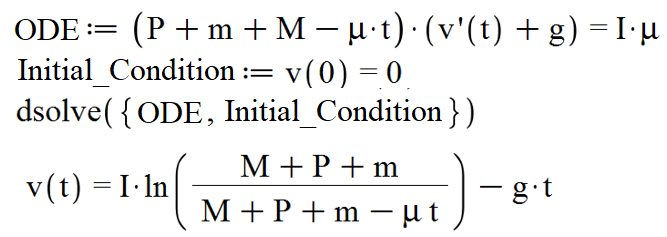 ODE := (P + m + M − μ·t)·(v'(t) + g) = I·μ
Initial_Condition := v(0) = 0
dsolve({ODE, Initial_Condition})
v(t) = I·ln((M + P + m)/(M + P + m − μ t)) − g·t